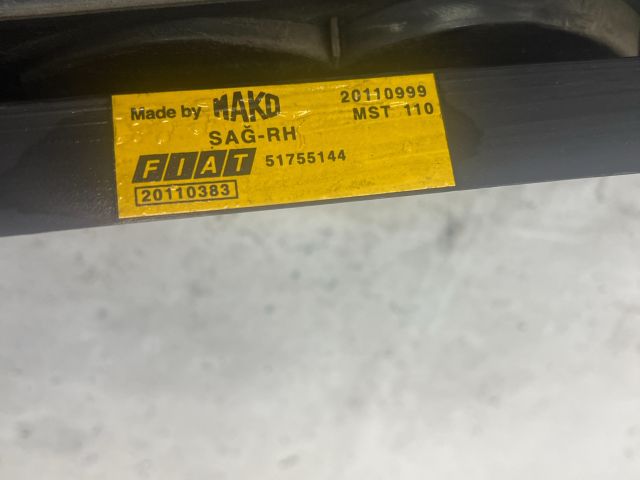 Made by MAKO 20110999
MST 110
SAĞ-RH
FIAT 51755144
20110383